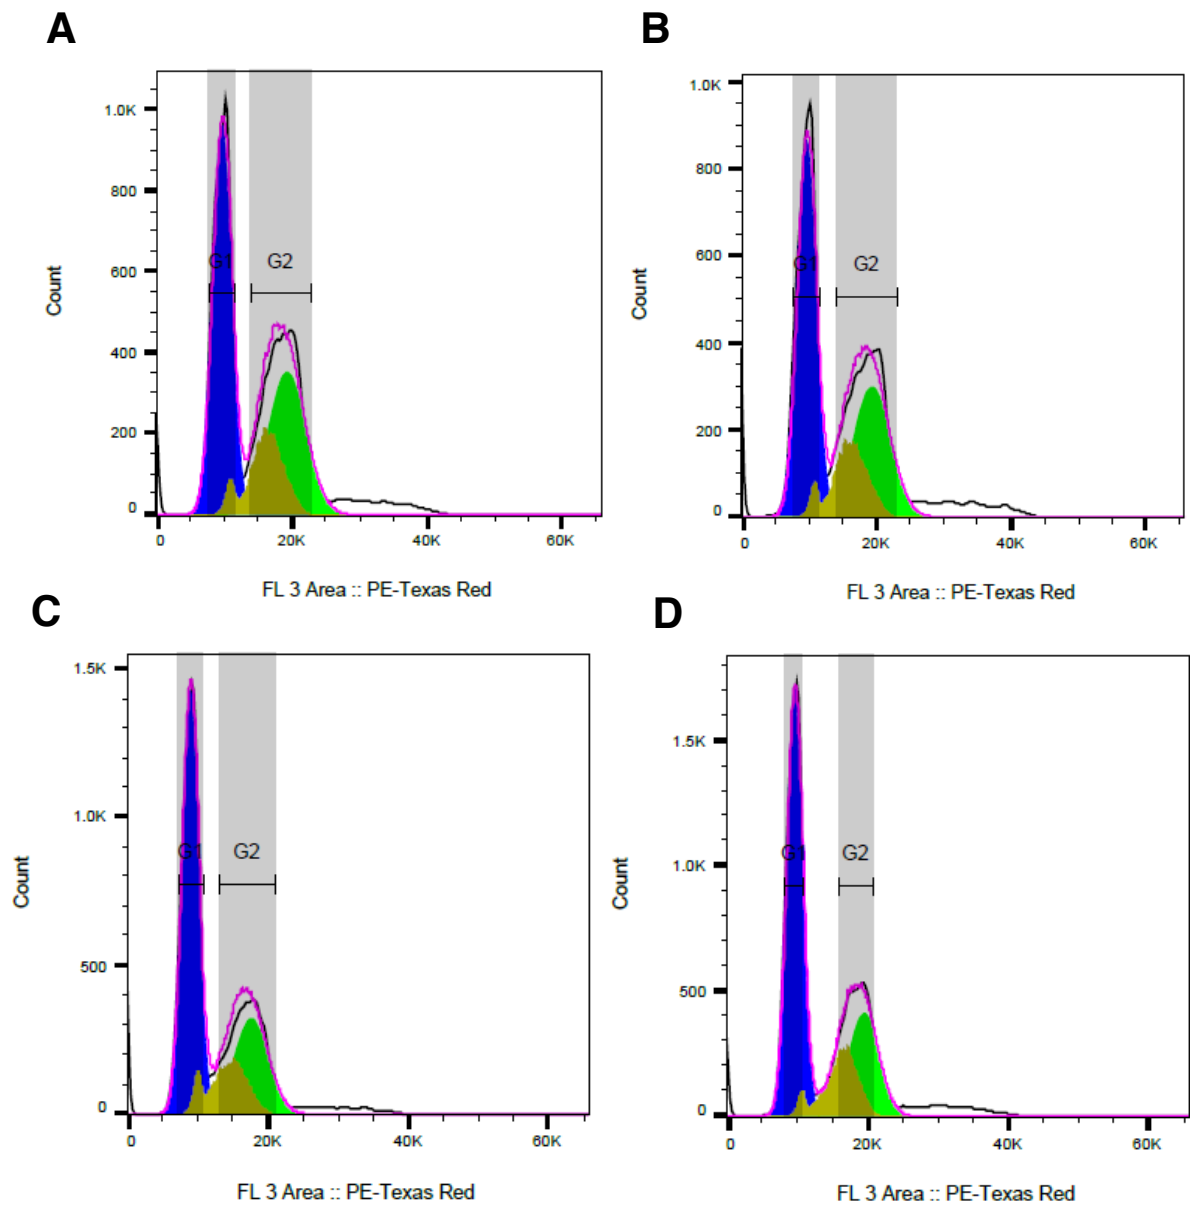 A
1.0K
800
600
400
200
0
Count
G1
G2
0
20K
40K
60K
FL 3 Area :: PE-Texas Red
B
1.0K
800
600
400
200
0
Count
G1
G2
0
20K
40K
60K
FL 3 Area :: PE-Texas Red
C
1.5K
1.0K
500
0
Count
G1
G2
0
20K
40K
60K
FL 3 Area :: PE-Texas Red
D
1.5K
1.0K
500
0
Count
G1
G2
0
20K
40K
60K
FL 3 Area :: PE-Texas Red